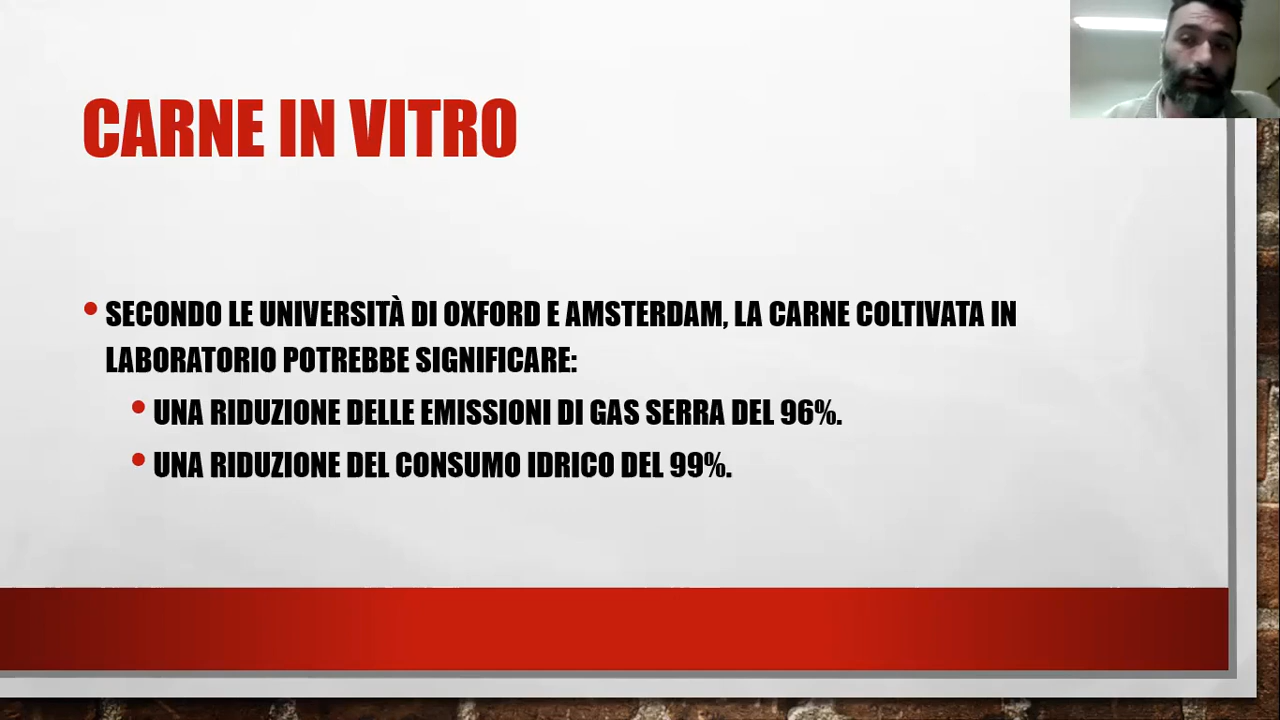 CARNE IN VITRO
• SECONDO LE UNIVERSITÀ DI OXFORD E AMSTERDAM, LA CARNE COLTIVATA IN
LABORATORIO POTREBBE SIGNIFICARE:
• UNA RIDUZIONE DELLE EMISSIONI DI GAS SERRA DEL 96%.
• UNA RIDUZIONE DEL CONSUMO IDRICO DEL 99%.